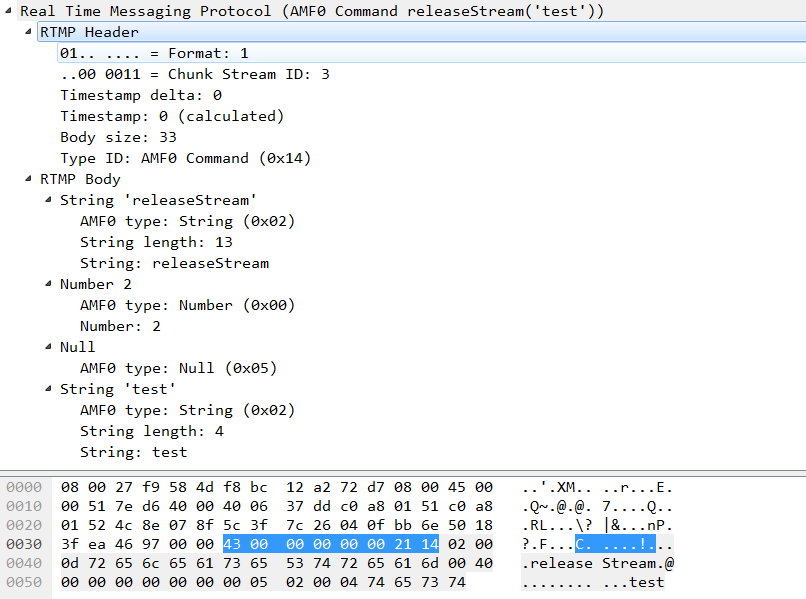 Real Time Messaging Protocol (AMF0 Command releaseStream('test'))
RTMP Header
01.. .... = Format: 1
..00 0011 = Chunk Stream ID: 3
Timestamp delta: 0
Timestamp: 0 (calculated)
Body size: 33
Type ID: AMF0 Command (0x14)
RTMP Body
String 'releaseStream'
AMF0 type: String (0x02)
String length: 13
String: releaseStream
Number 2
AMF0 type: Number (0x00)
Number: 2
Null
AMF0 type: Null (0x05)
String 'test'
AMF0 type: String (0x02)
String length: 4
String: test
0000 08 00 27 f9 58 4d f8 bc 12 a2 72 d7 08 00 45 00 ..'.XM.. ..r...E.
0010 00 51 7e d6 40 00 40 06 37 dd c0 a8 01 51 c0 a8 .Q~.@.@. 7....Q..
0020 01 52 4c 8e 07 8f 5c 3f 7c 26 04 0f bb 6e 50 18 .RL...\? |&...nP.
0030 3f ea 46 97 00 00 43 00 00 00 00 00 21 14 02 00 ?.F...C. ....!...
0040 0d 72 65 6c 65 61 73 65 53 74 72 65 61 6d 00 40 .release Stream.@
0050 00 00 00 00 00 00 00 05 02 00 04 74 65 73 74 ........ ...test